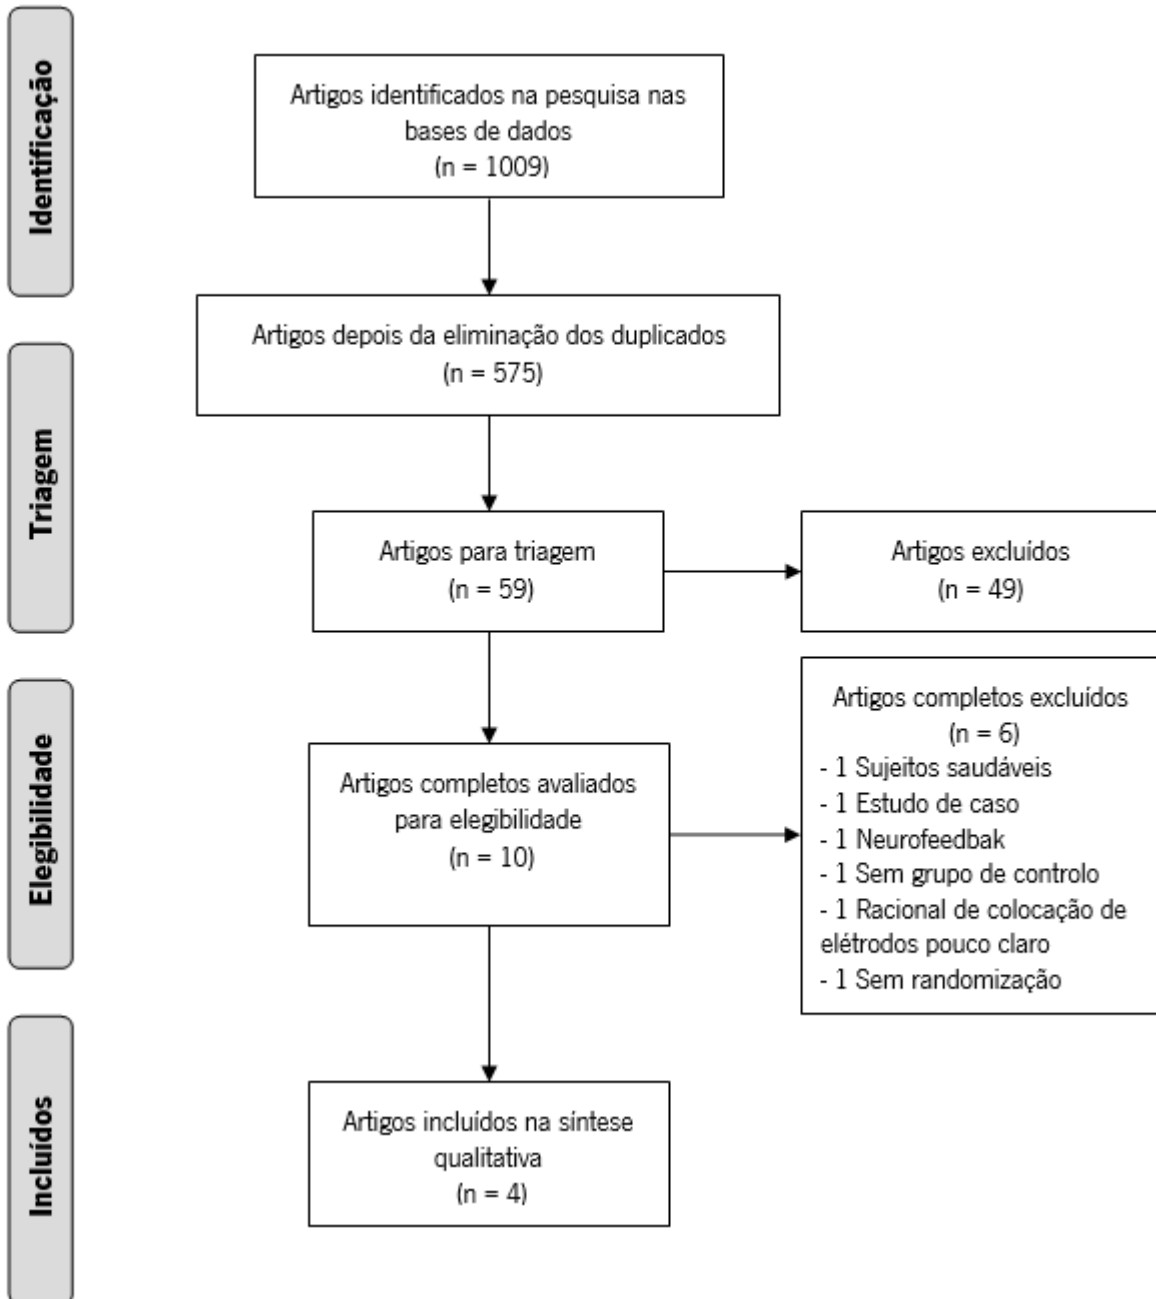 Identificação
Artigos identificados na pesquisa nas
bases de dados
(n = 1009)
Artigos depois da eliminação dos duplicados
(n = 575)
Triagem
Artigos para triagem
(n = 59)
Artigos excluídos
(n = 49)
Elegibilidade
Artigos completos avaliados
para elegibilidade
(n = 10)
Artigos completos excluídos
(n = 6)
- 1 Sujeitos saudáveis
- 1 Estudo de caso
- 1 Neurofeedbak
- 1 Sem grupo de controlo
- 1 Racional de colocação de
elétrodos pouco claro
- 1 Sem randomização
Incluídos
Artigos incluídos na síntese
qualitativa
(n = 4)